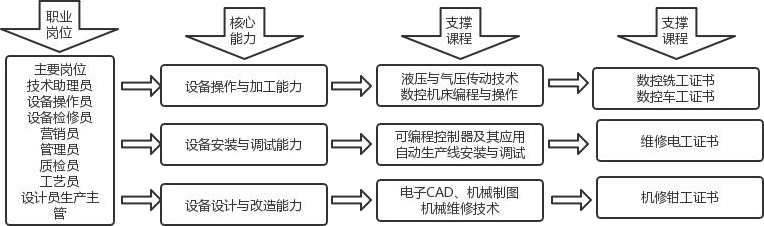 职业
岗位
核心
能力
支撑
课程
支撑
课程
主要岗位
技术助理员
设备操作员
设备检修员
营销员
管理员
质检员
工艺员
设计员生产主
管
设备操作与加工能力
液压与气压传动技术
数控机床编程与操作
数控铣工证书
数控车工证书
设备安装与调试能力
可编程控制器及其应用
自动生产线安装与调试
维修电工证书
设备设计与改造能力
电子CAD、机械制图
机械维修技术
机修钳工证书